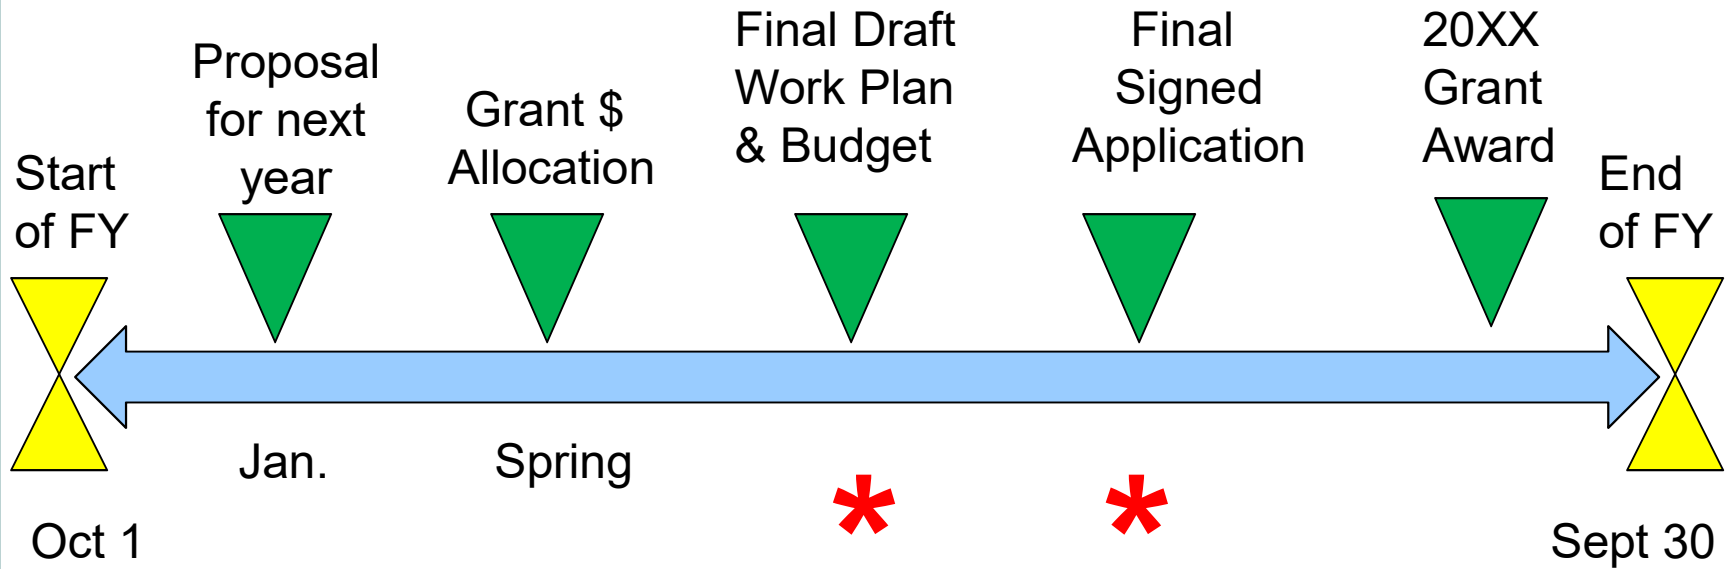 Start
of FY
Proposal
for next
year
Grant $
Allocation
Final Draft
Work Plan
& Budget
Final
Signed
Application
20XX
Grant
Award
End
of FY
Jan.
Spring
*
*
Oct 1
Sept 30